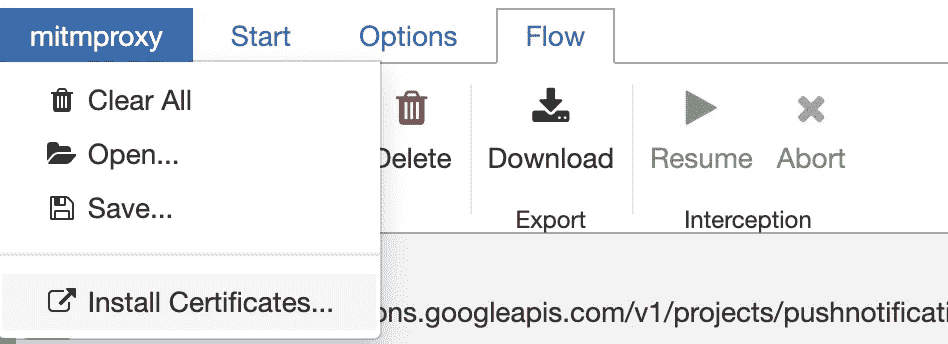 mitmproxy Start Options Flow
Clear All
Open...
Save...
Install Certificates...
Delete Download Resume Abort
Export Interception
ons.googleapis.com/v1/projects/pushnotificati